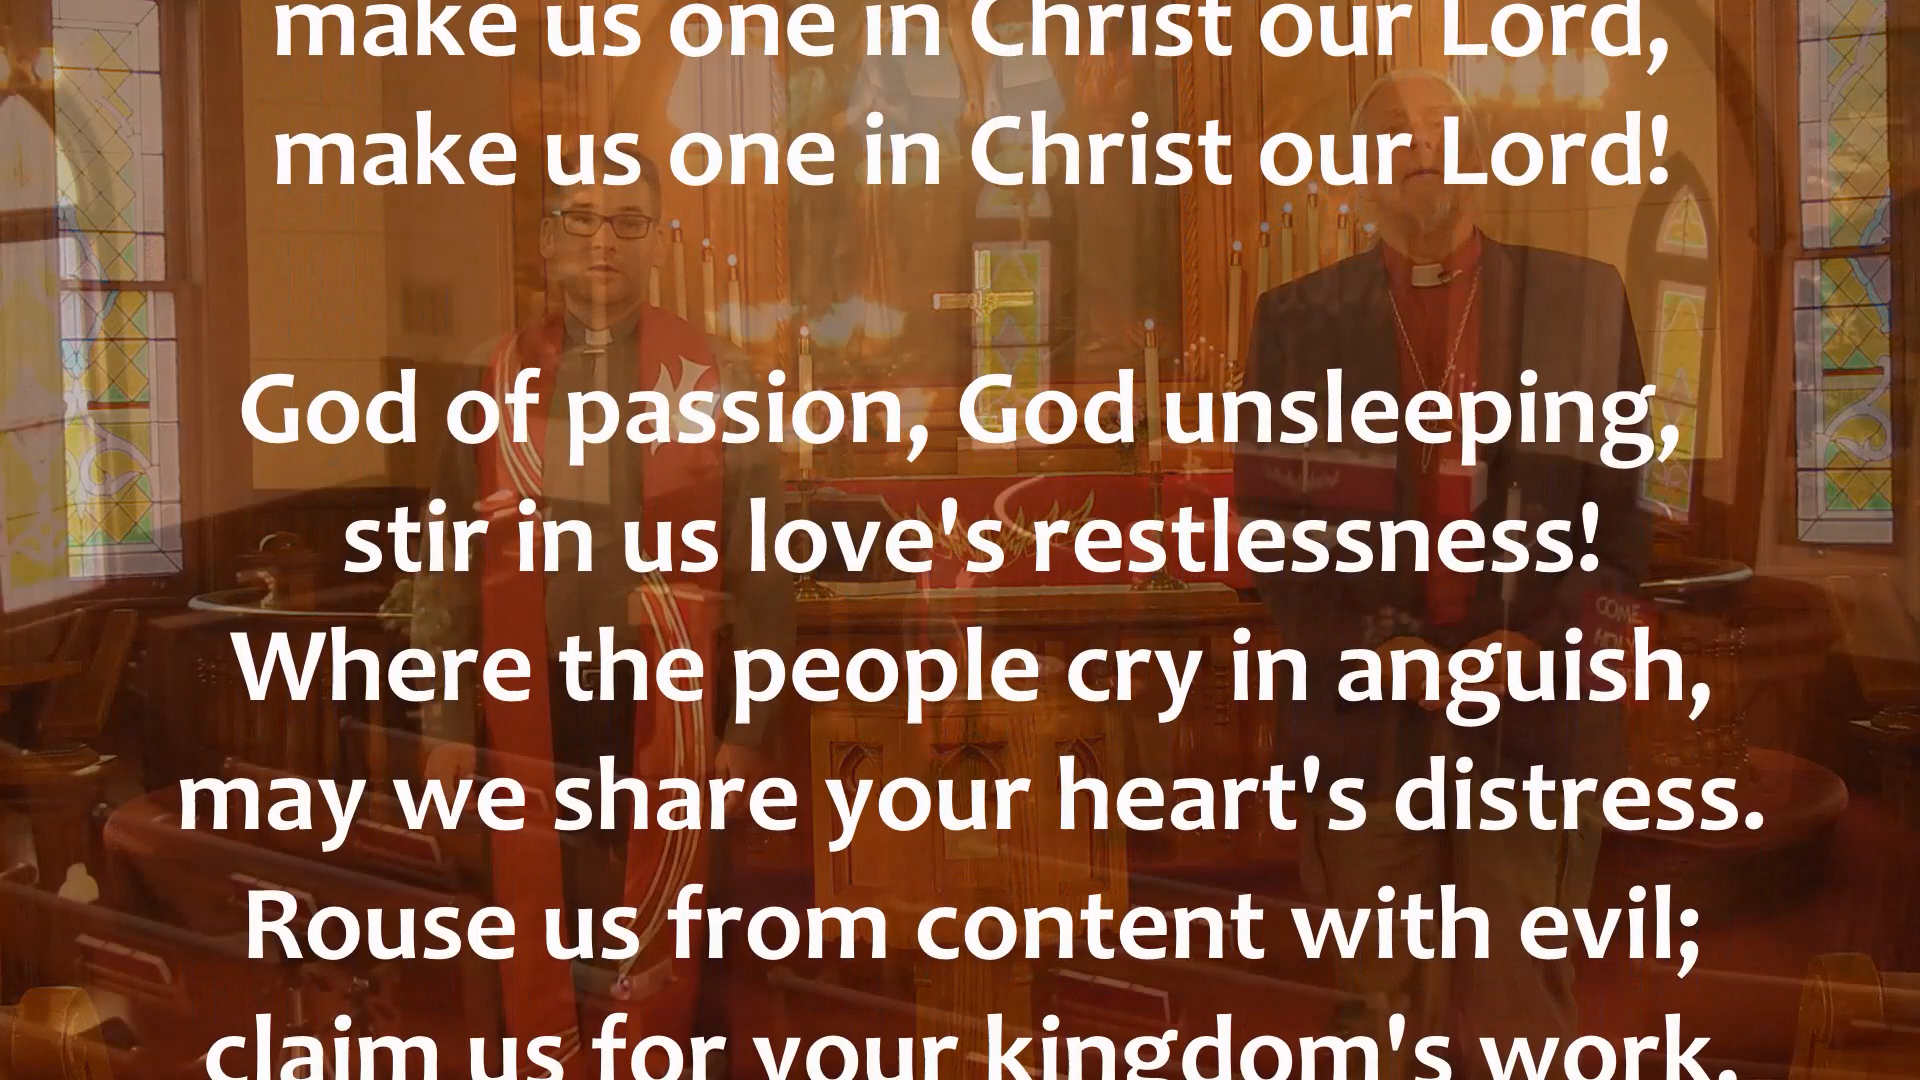 make us one in Christ our Lord,
make us one in Christ our Lord!
God of passion, God unsleeping,
stir in us love's restlessness!
Where the people cry in anguish,
may we share your heart's distress.
Rouse us from content with evil;
claim us for your kingdom's work.
COME
HOLY